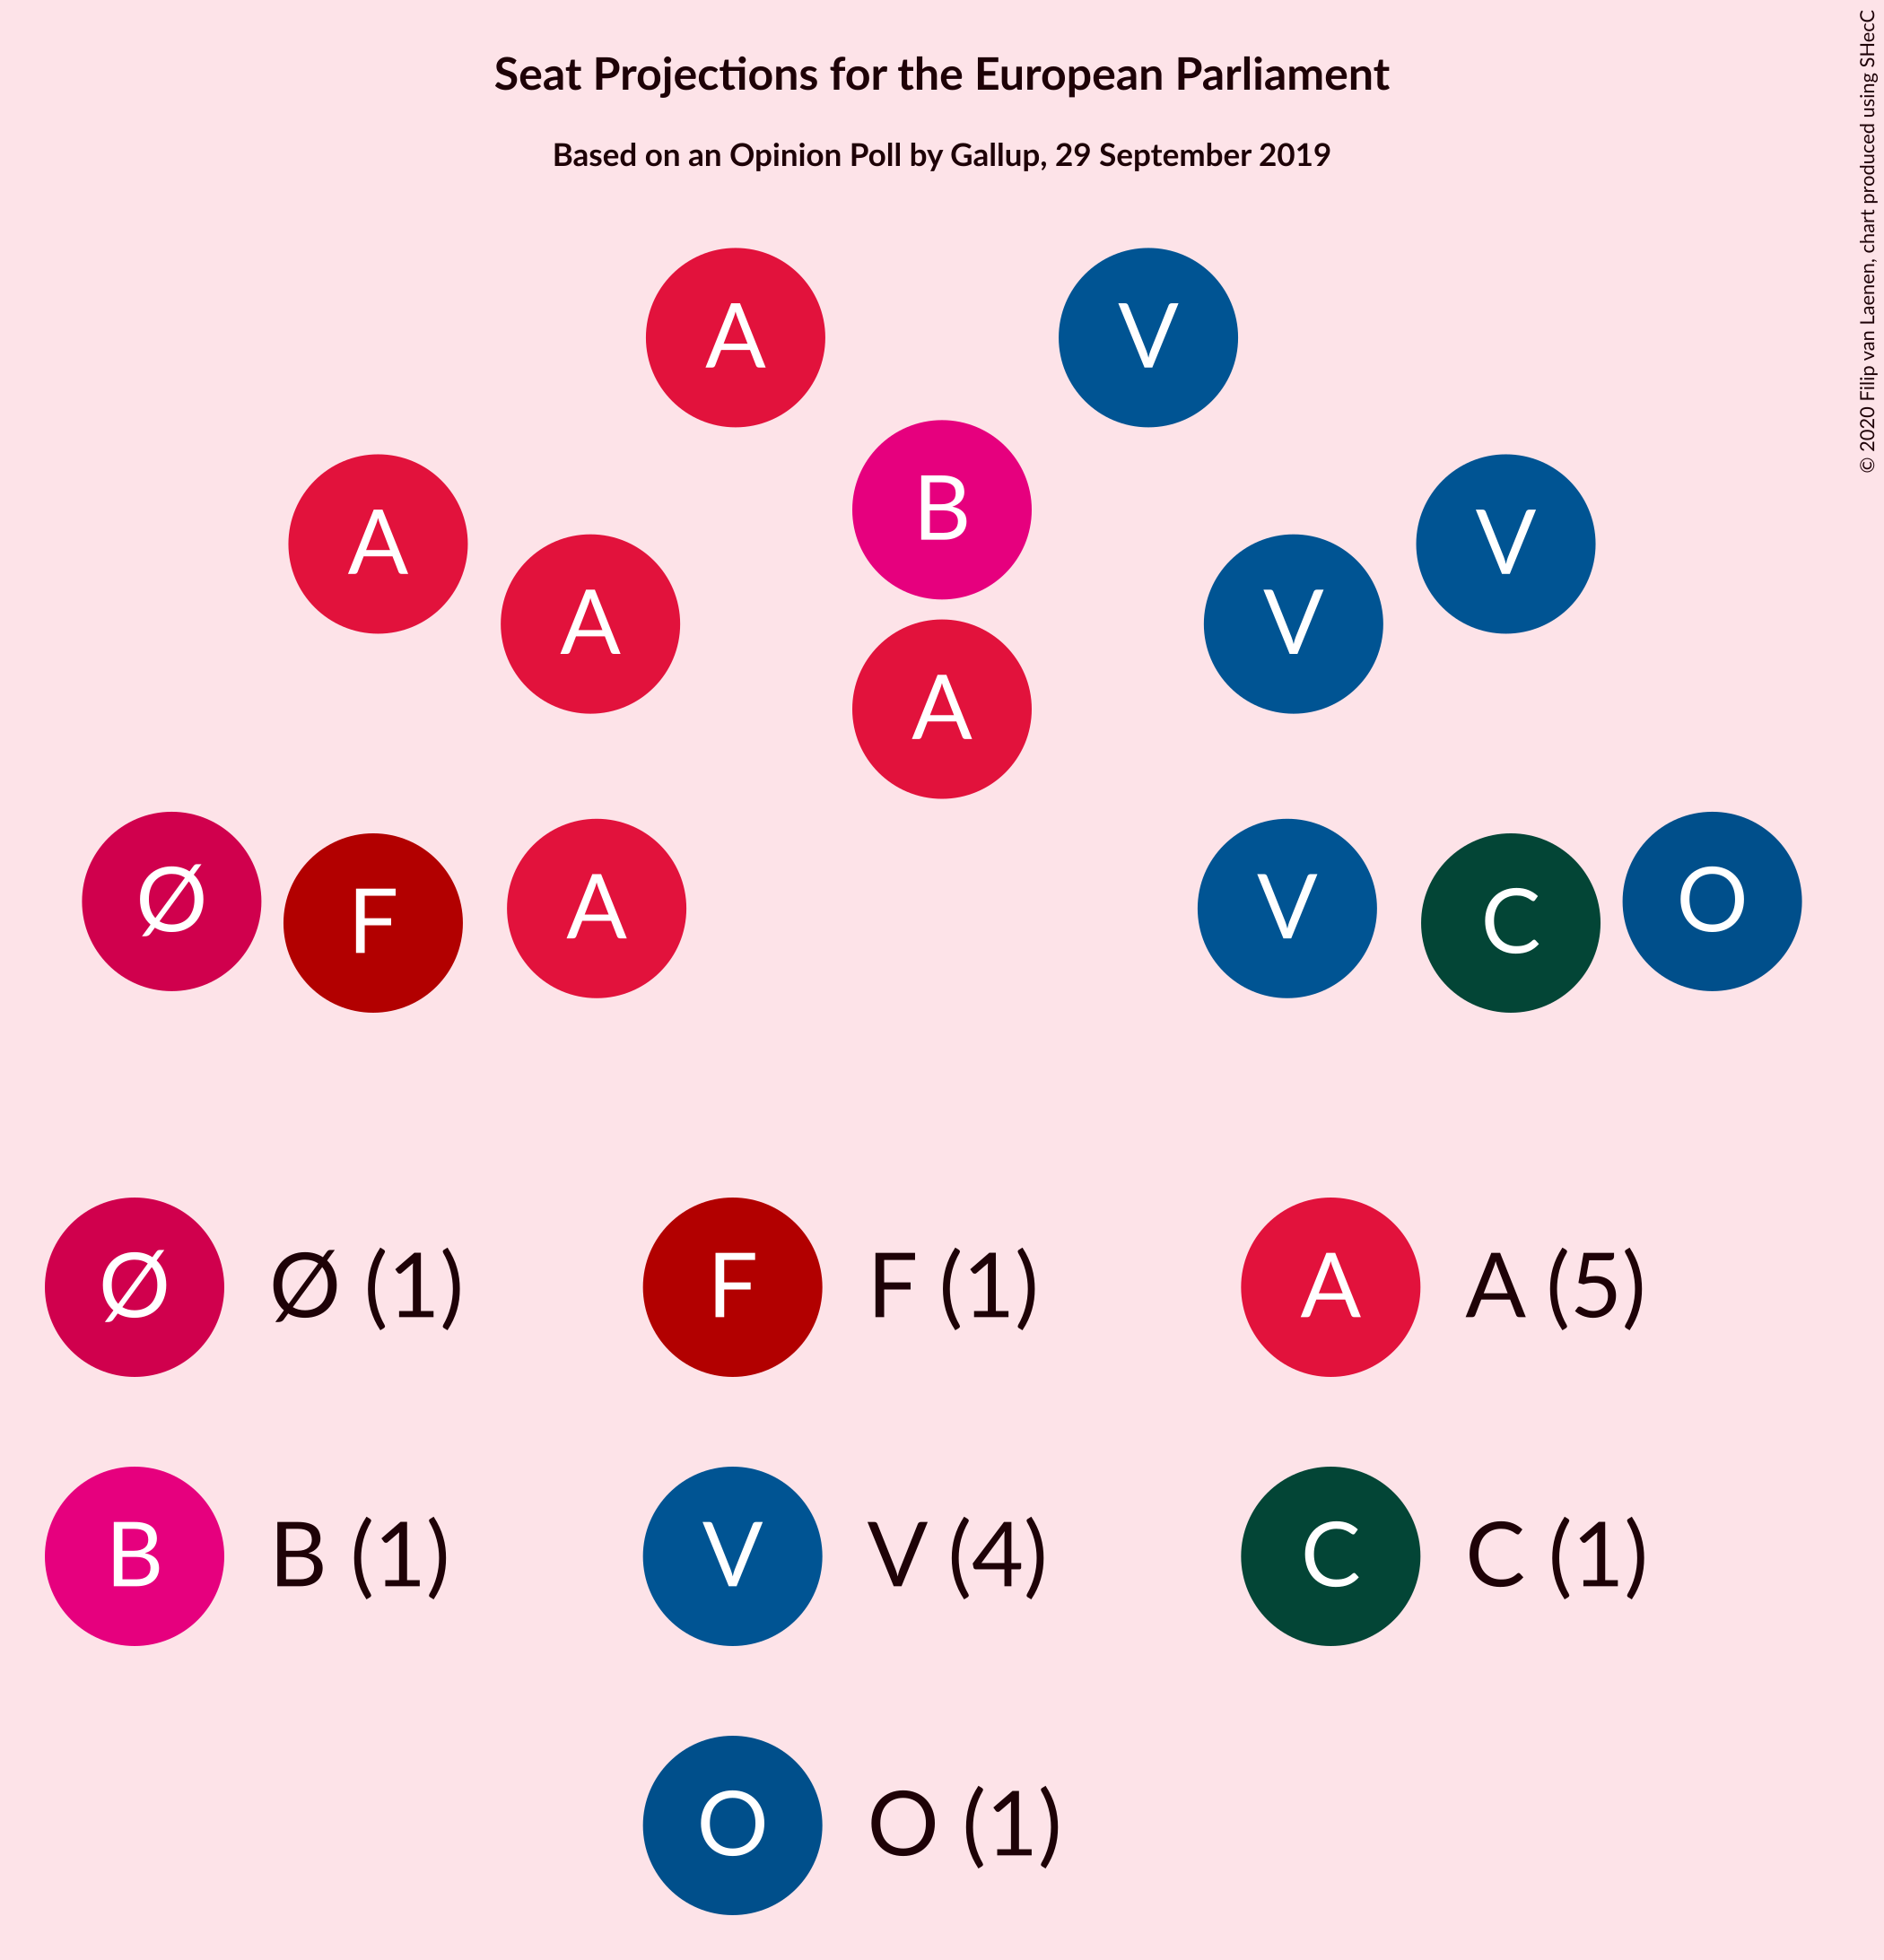 Seat Projections for the European Parliament
Based on an Opinion Poll by Gallup, 29 September 2019
© 2020 Filip van Laenen, chart produced using SHecC
A V
B
A V
A V
A
Ø A V O
F C
Ø Ø (1) F F (1) A A (5)
B B (1) V V (4) C C (1)
O O (1)